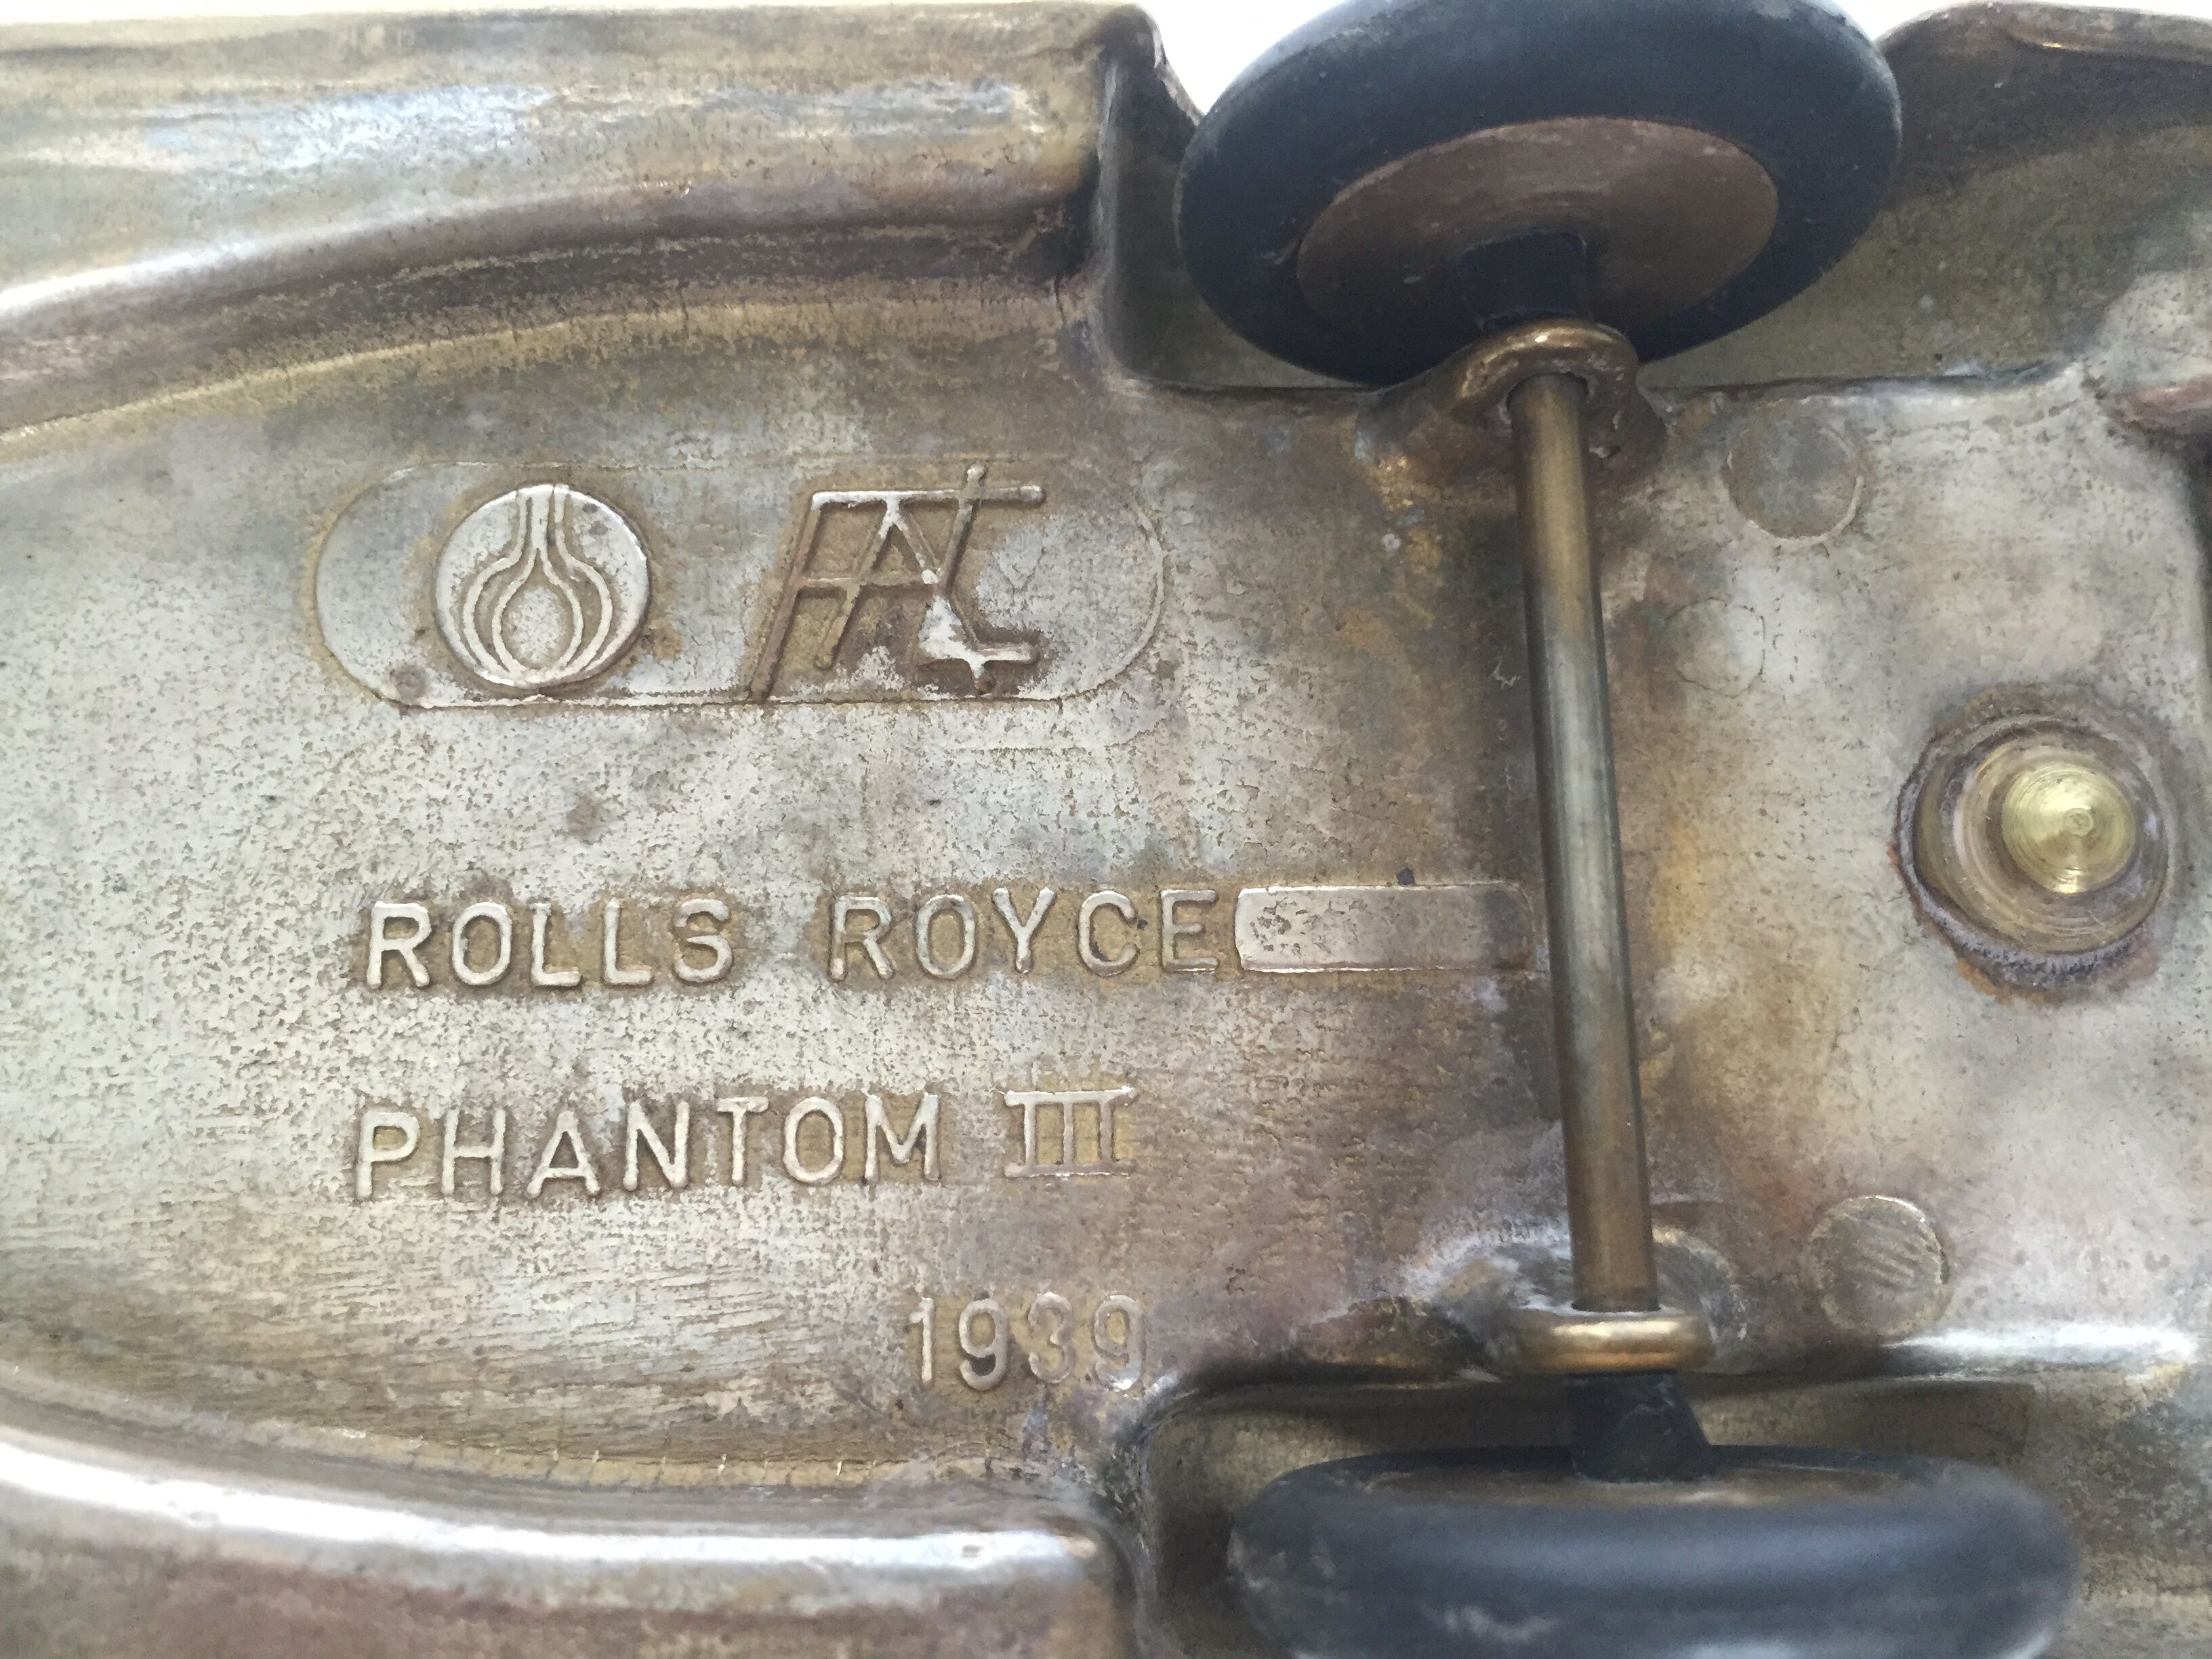 ROLLS ROYCE
PHANTOM III
1939